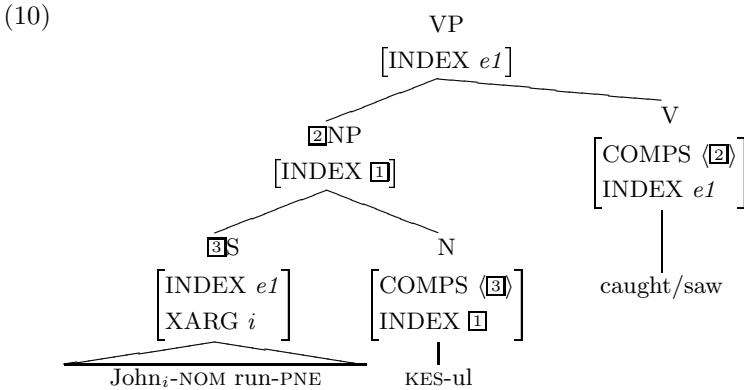 (10)
VP
[INDEX e1]
2NP
[INDEX 1]
V
[COMPS ⟨2⟩
INDEX e1]
3S
[INDEX e1
XARG i]
N
[COMPS ⟨3⟩
INDEX 1]
caught/saw
Johni-NOM run-PNE
KES-ul